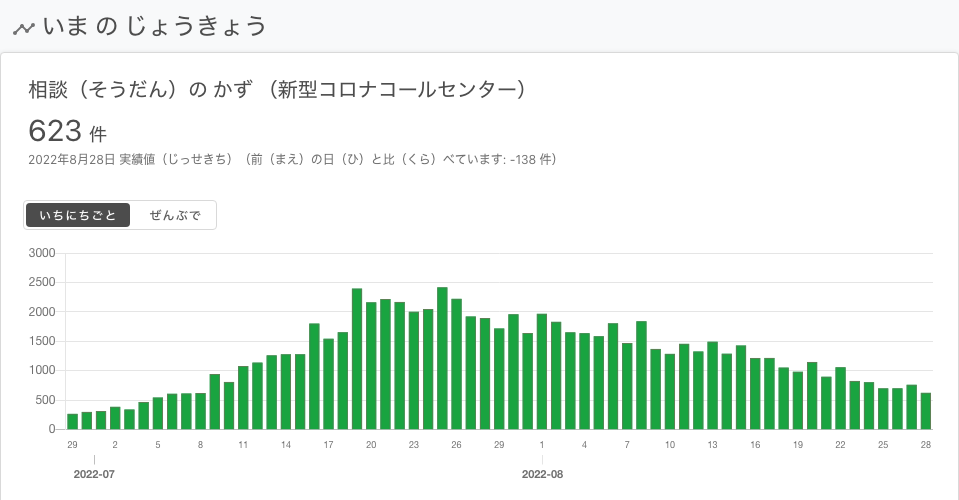 いま の じょうきょう
相談（そうだん）の かず （新型コロナコールセンター）
623 件
2022年8月28日 実績値（じっせきち）（前（まえ）の日（ひ）と比（くら）べています: -138 件）
いちにちごと ぜんぶで
3000
2500
2000
1500
1000
500
0
29 2 5 8 11 14 17 20 23 26 29 1 4 7 10 13 16 19 22 25 28
2022-07 2022-08